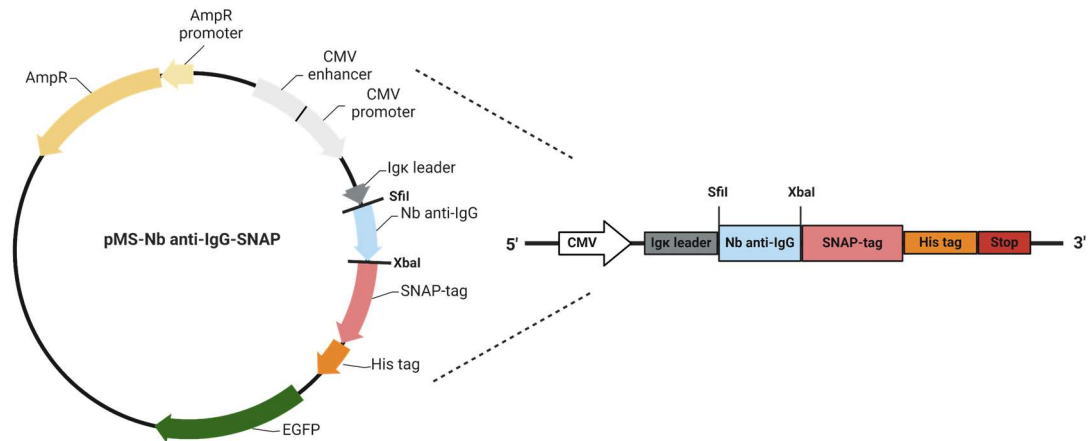 AmpR
promoter
AmpR
CMV
enhancer
CMV
promoter
Igκ leader
SfiI
Nb anti-IgG
pMS-Nb anti-IgG-SNAP
XbaI
SNAP-tag
His tag
EGFP
SfiI
XbaI
5'
CMV
Igκ leader
Nb anti-IgG
SNAP-tag
His tag
Stop
3'